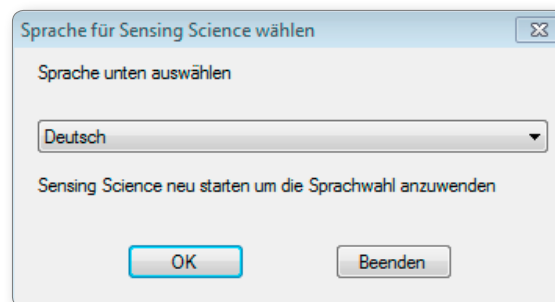 Sprache für Sensing Science wählen
Sprache unten auswählen
Deutsch
Sensing Science neu starten um die Sprachwahl anzuwenden
OK
Beenden